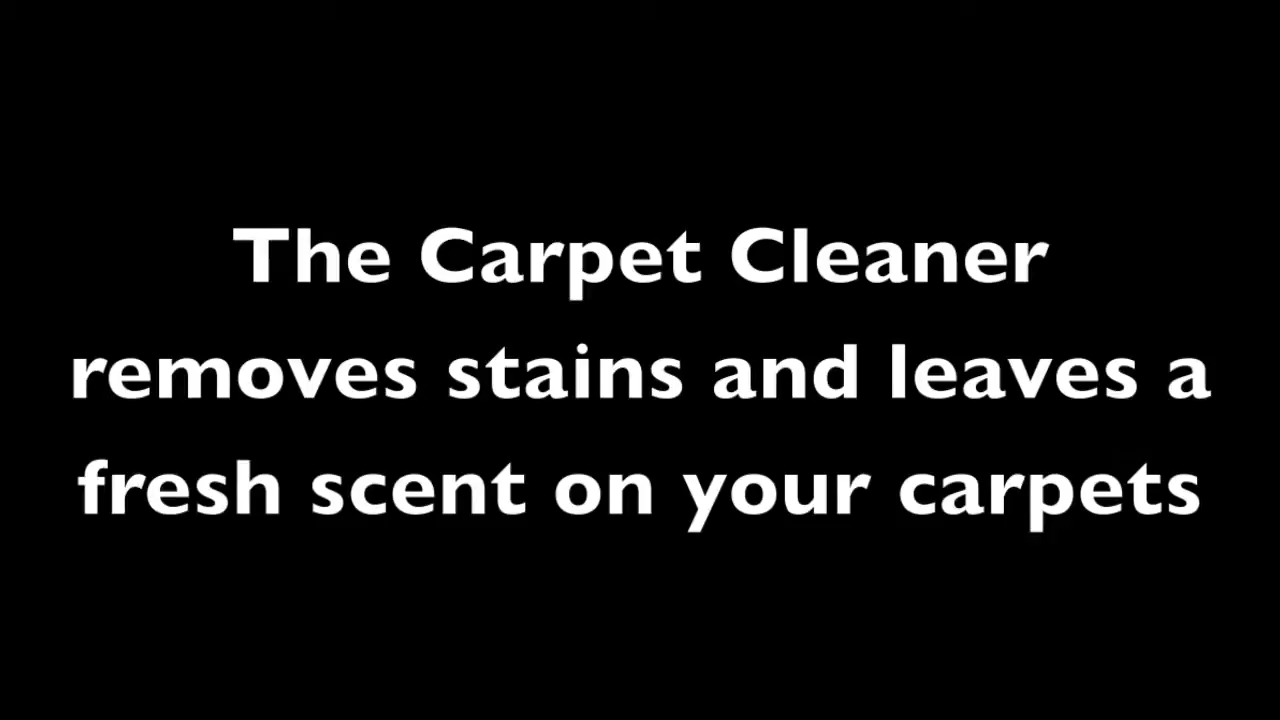 The Carpet Cleaner
removes stains and leaves a
fresh scent on your carpets